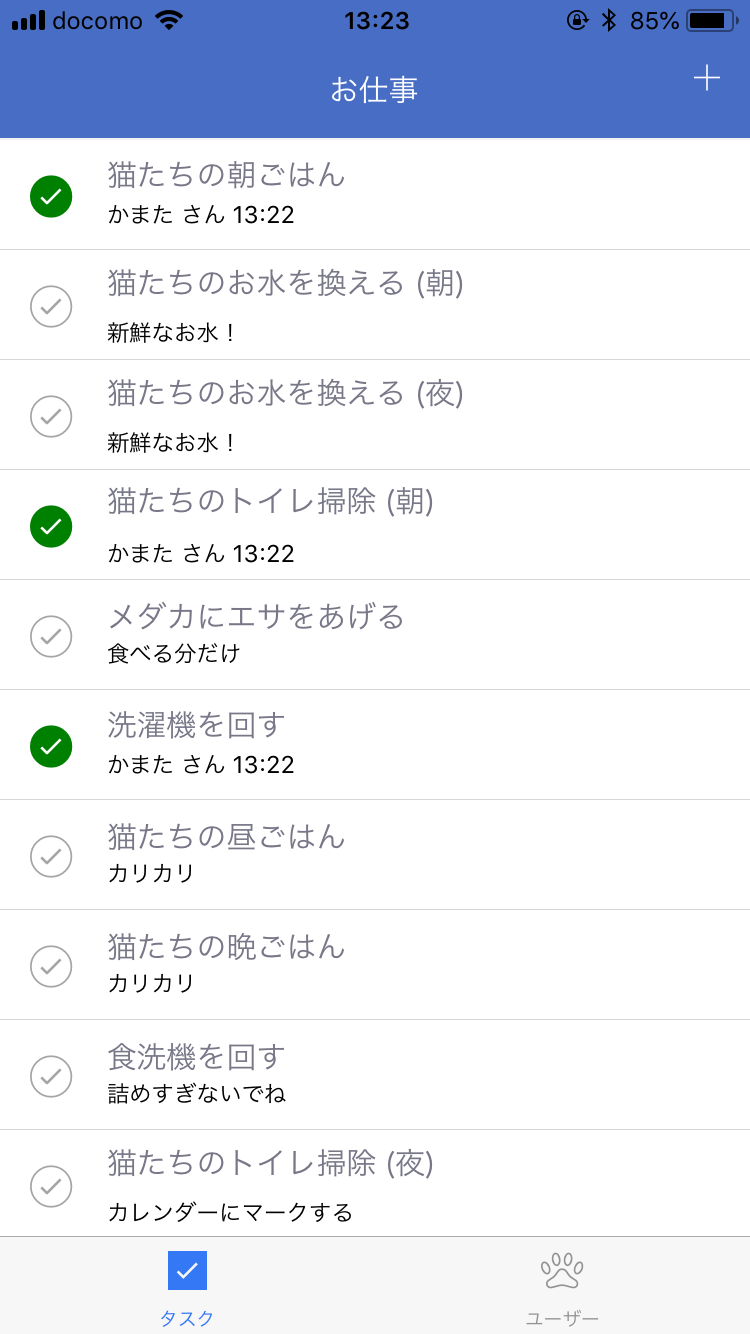 docomo 13:23 85%
お仕事
猫たちの朝ごはん
かまた さん 13:22
猫たちのお水を換える (朝)
新鮮なお水！
猫たちのお水を換える (夜)
新鮮なお水！
猫たちのトイレ掃除 (朝)
かまた さん 13:22
メダカにエサをあげる
食べる分だけ
洗濯機を回す
かまた さん 13:22
猫たちの昼ごはん
カリカリ
猫たちの晩ごはん
カリカリ
食洗機を回す
詰めすぎないでね
猫たちのトイレ掃除 (夜)
カレンダーにマークする
タスク ユーザー